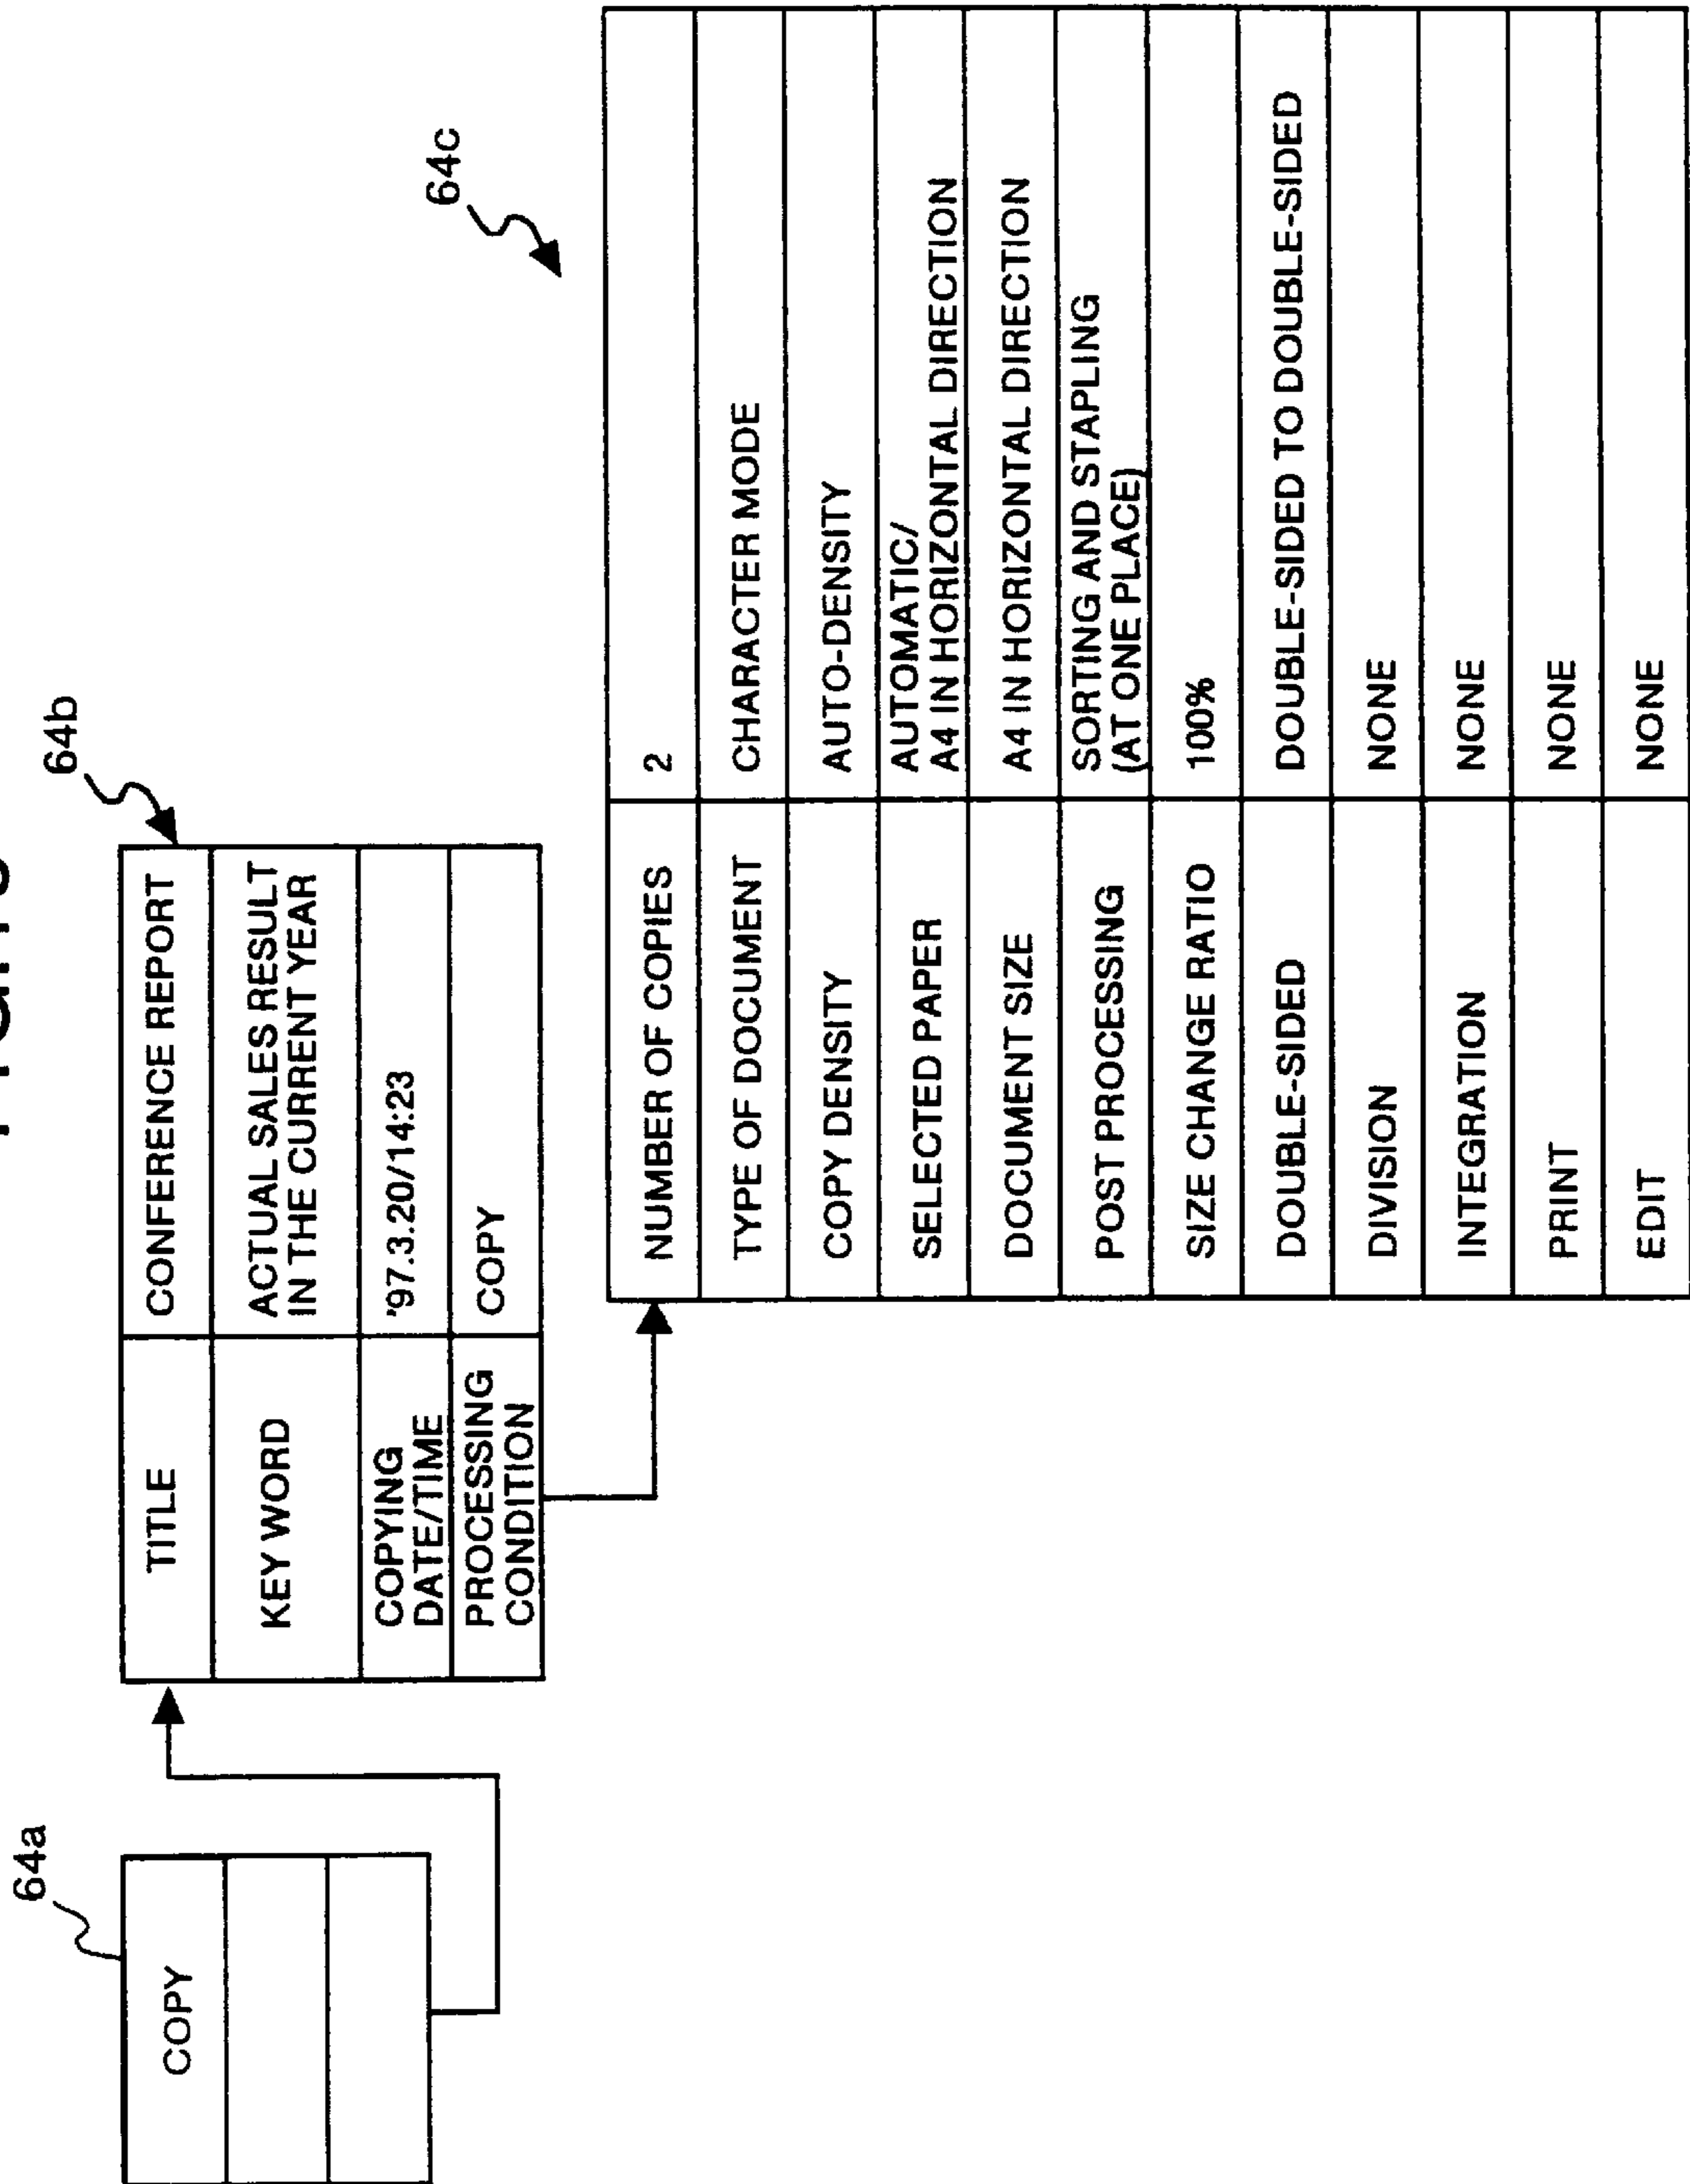 64a
COPY
64b
TITLE
CONFERENCE REPORT
KEY WORD
ACTUAL SALES RESULT
IN THE CURRENT YEAR
COPYING
DATE/TIME
'97.3.20/14:23
PROCESSING
CONDITION
COPY
64c
NUMBER OF COPIES
2
TYPE OF DOCUMENT
CHARACTER MODE
COPY DENSITY
AUTO-DENSITY
SELECTED PAPER
AUTOMATIC/
A4 IN HORIZONTAL DIRECTION
DOCUMENT SIZE
A4 IN HORIZONTAL DIRECTION
POST PROCESSING
SORTING AND STAPLING
(AT ONE PLACE)
SIZE CHANGE RATIO
100%
DOUBLE-SIDED
DOUBLE-SIDED TO DOUBLE-SIDED
DIVISION
NONE
INTEGRATION
NONE
PRINT
NONE
EDIT
NONE